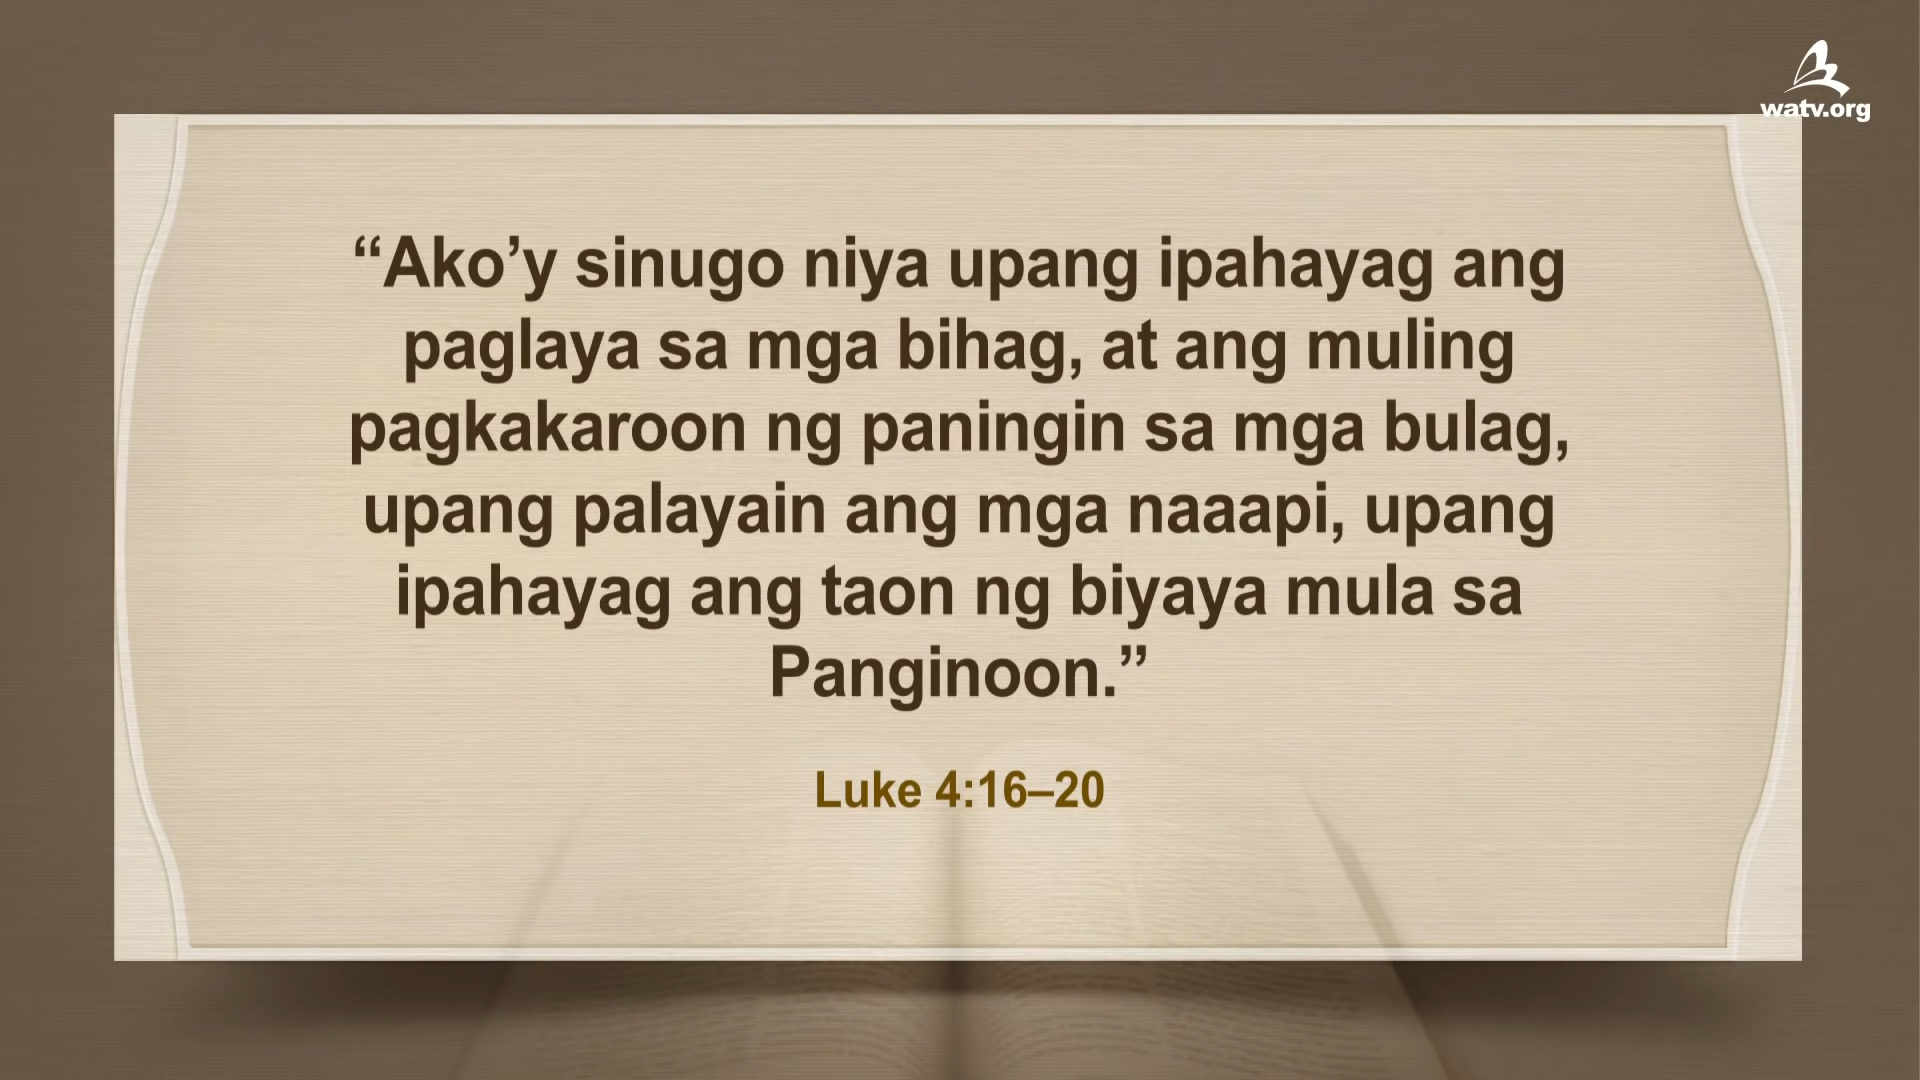 watv.org
“Ako’y sinugo niya upang ipahayag ang
paglaya sa mga bihag, at ang muling
pagkakaroon ng paningin sa mga bulag,
upang palayain ang mga naaapi, upang
ipahayag ang taon ng biyaya mula sa
Panginoon.”
Luke 4:16–20